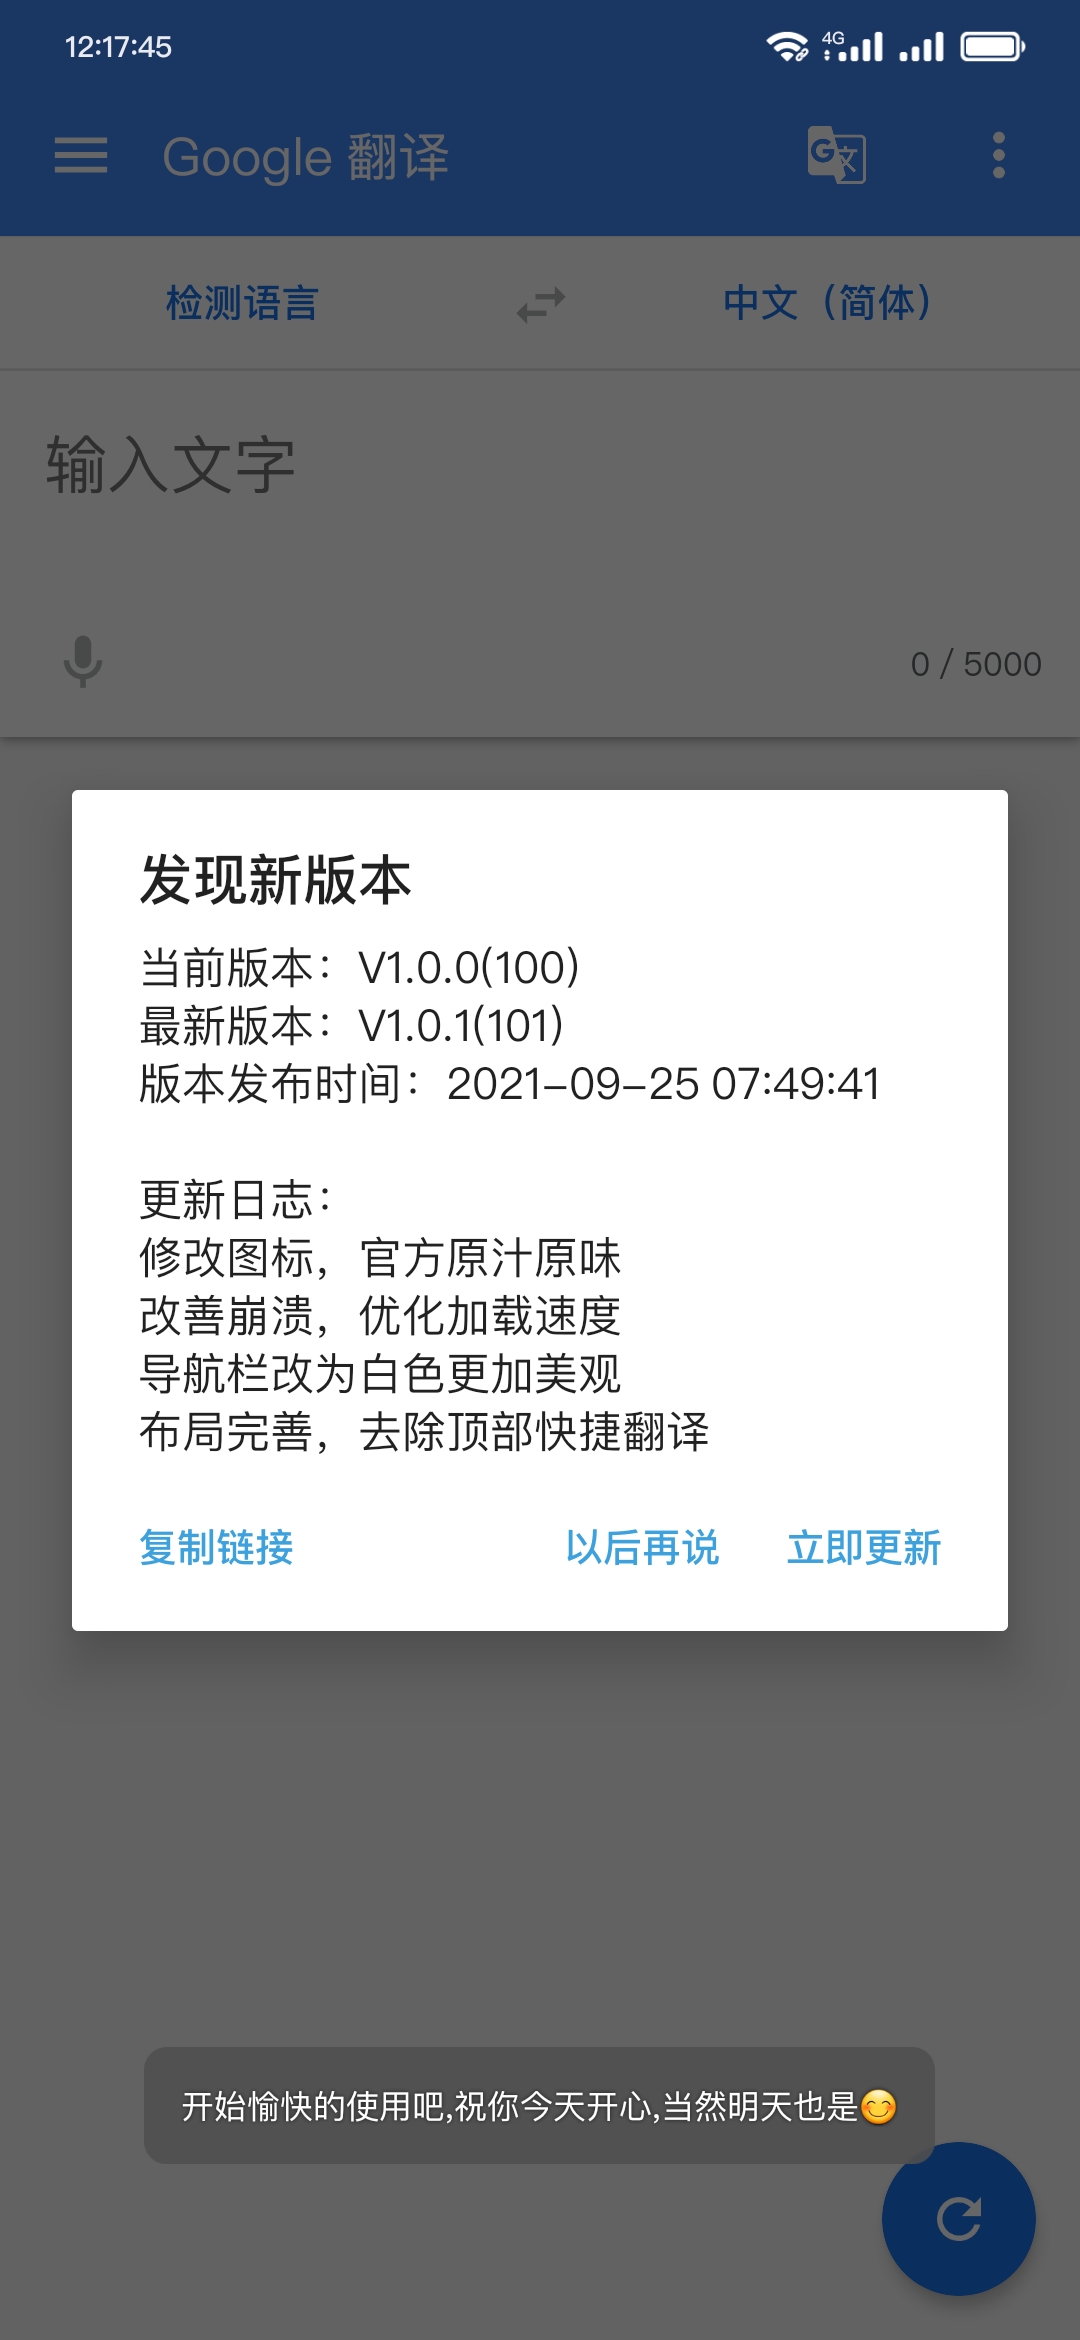 12:17:45
4G
Google 翻译
检测语言
中文（简体）
输入文字
0 / 5000
发现新版本
当前版本：V1.0.0(100)
最新版本：V1.0.1(101)
版本发布时间：2021-09-25 07:49:41
更新日志：
修改图标，官方原汁原味
改善崩溃，优化加载速度
导航栏改为白色更加美观
布局完善，去除顶部快捷翻译
复制链接
以后再说
立即更新
开始愉快的使用吧,祝你今天开心,当然明天也是😊